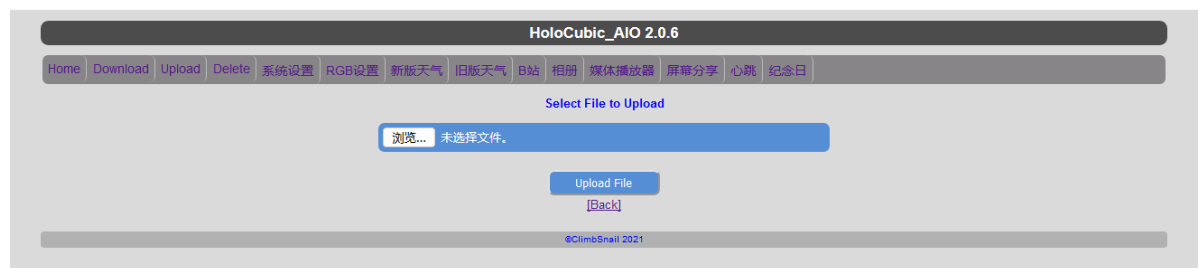 HoloCubic_AIO 2.0.6
Home Download Upload Delete 系统设置 RGB设置 新版天气 旧版天气 B站 相册 媒体播放器 屏幕分享 心跳 纪念日
Select File to Upload
浏览... 未选择文件。
Upload File
[Back]
©ClimbSnail 2021